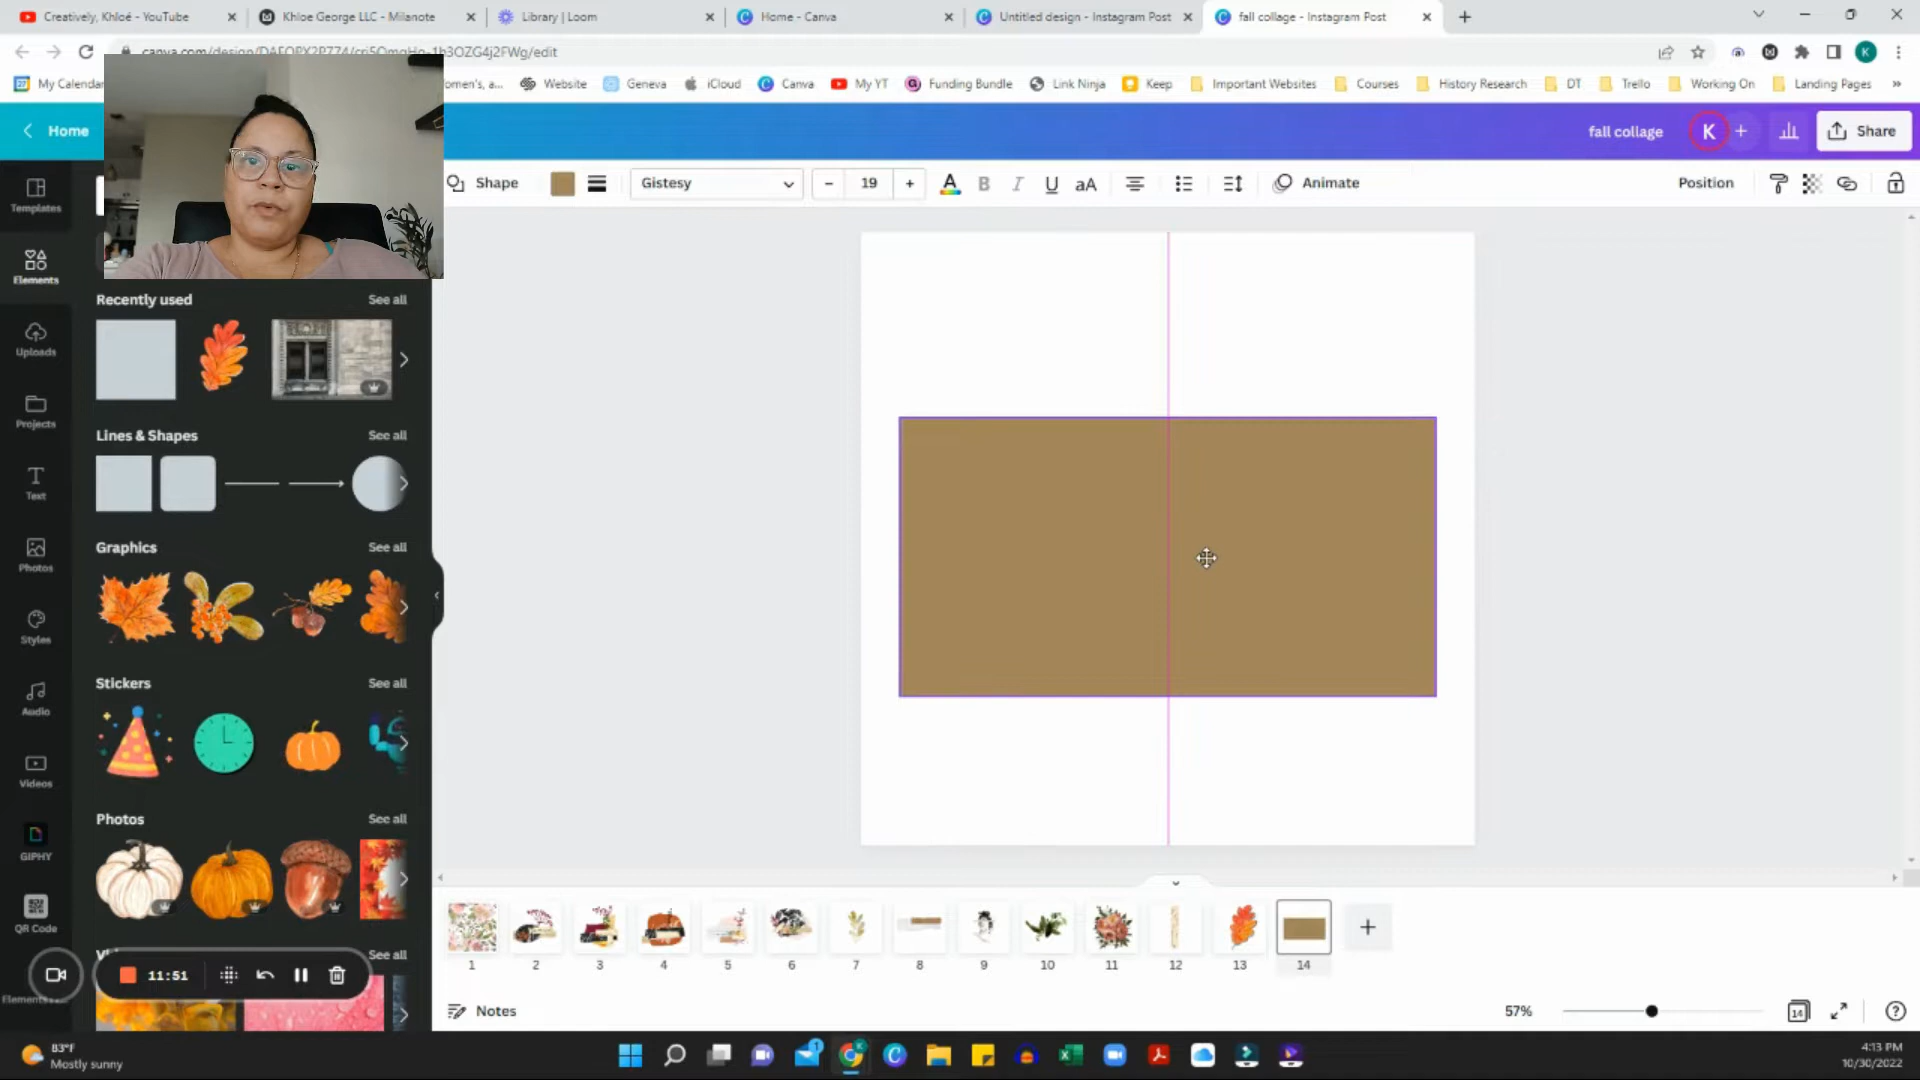 Creatively, Khloé - YouTube
Khloe George LLC - Milanote
Library | Loom
Home - Canva
Untitled design - Instagram Post
fall collage - Instagram Post
My Calendar
omen's, a...
Website
Geneva
iCloud
Canva
My YT
Funding Bundle
Link Ninja
Keep
Important Websites
Courses
History Research
DT
Trello
Working On
Landing Pages
Home
fall collage
K
Share
Shape
Gistesy
19
A
B
I
U
aA
Animate
Position
Templates
Elements
Uploads
Projects
Text
Photos
Styles
Audio
Videos
GIPHY
QR Code
Elements
Recently used
See all
Lines & Shapes
See all
Graphics
See all
Stickers
See all
Photos
See all
See all
11:51
1
2
3
4
5
6
7
8
9
10
11
12
13
14
Notes
57%
14
83°F
Mostly sunny
4:13 PM
10/30/2022